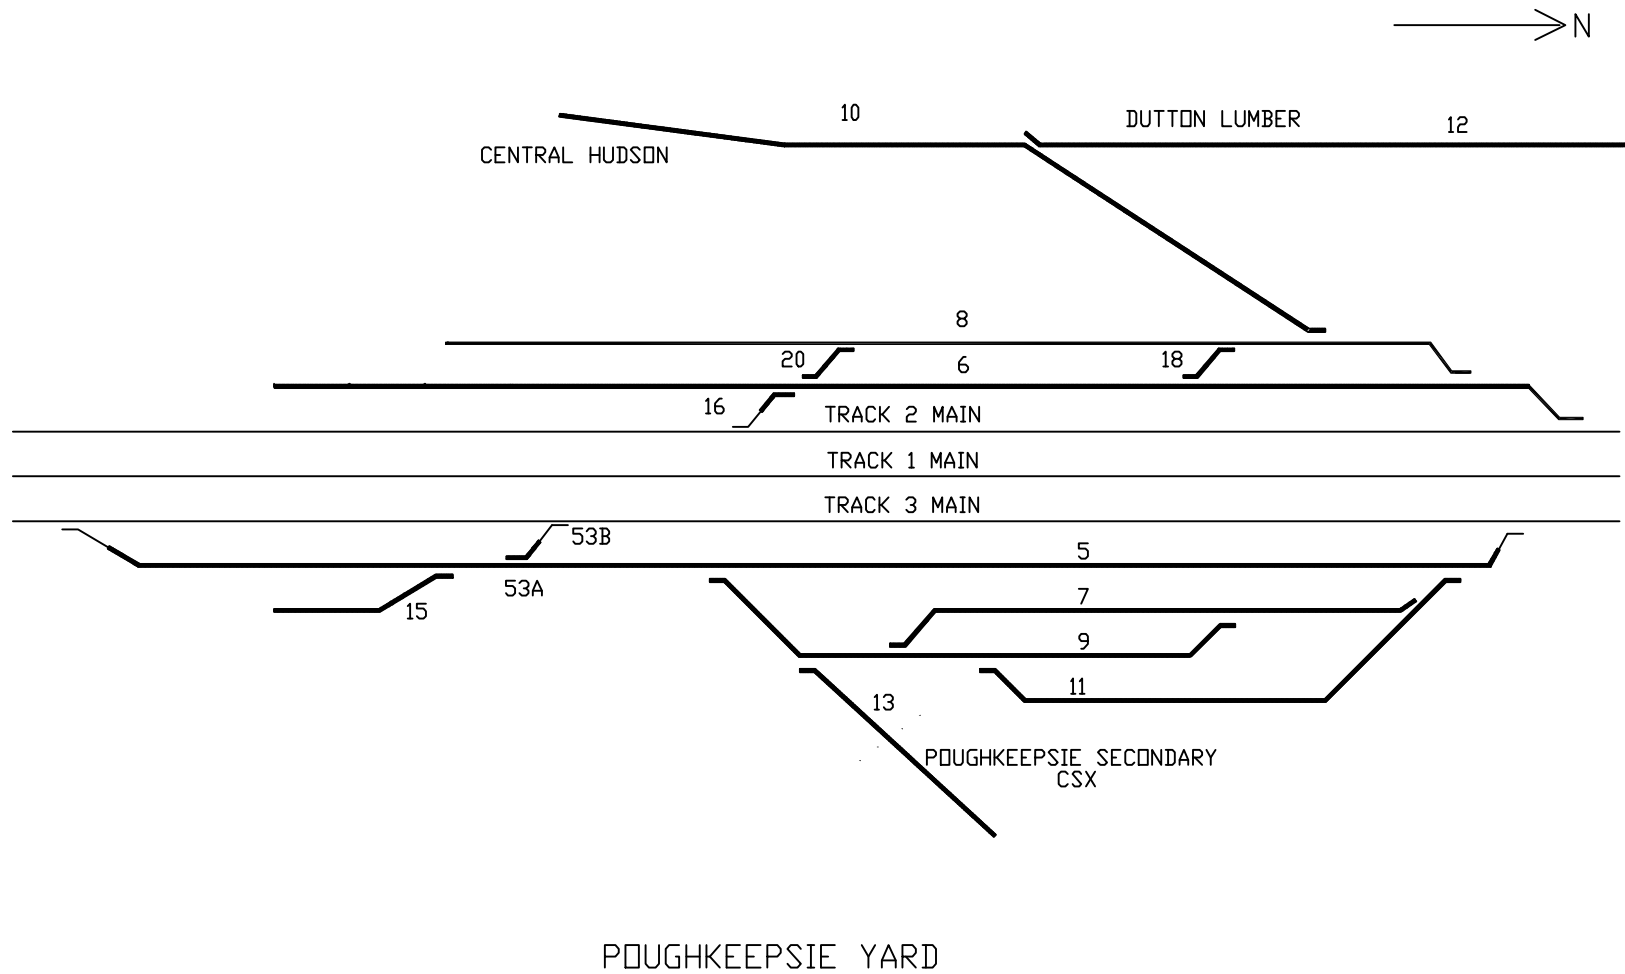 N
10
DUTTON LUMBER
12
CENTRAL HUDSON
8
20
6
18
16
TRACK 2 MAIN
TRACK 1 MAIN
TRACK 3 MAIN
53B
5
53A
15
7
9
11
13
POUGHKEEPSIE SECONDARY
CSX
POUGHKEEPSIE YARD